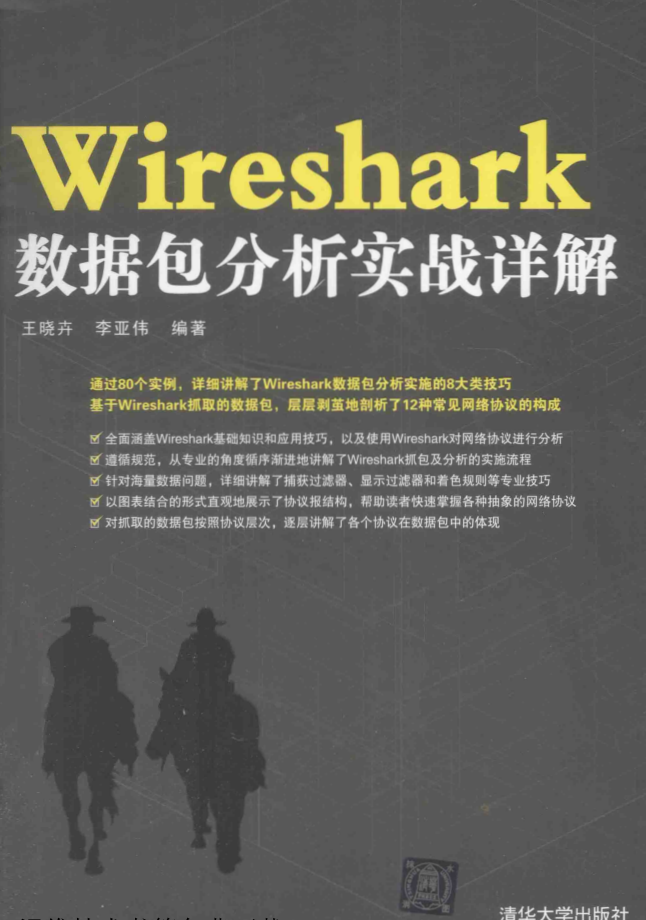 Wireshark
数据包分析实战详解
王晓卉 李亚伟 编著
通过80个实例，详细讲解了Wireshark数据包分析实施的8大类技巧
基于Wireshark抓取的数据包，层层剥茧地剖析了12种常见网络协议的构成
全面涵盖Wireshark基础知识和应用技巧，以及使用Wireshark对网络协议进行分析
遵循规范，从专业的角度循序渐进地讲解了Wireshark抓包及分析的实施流程
针对海量数据问题，详细讲解了捕获过滤器、显示过滤器和着色规则等专业技巧
以图表结合的形式直观地展示了协议报结构，帮助读者快速掌握各种抽象的网络协议
对抓取的数据包按照协议层次，逐层讲解了各个协议在数据包中的体现
清华大学出版社